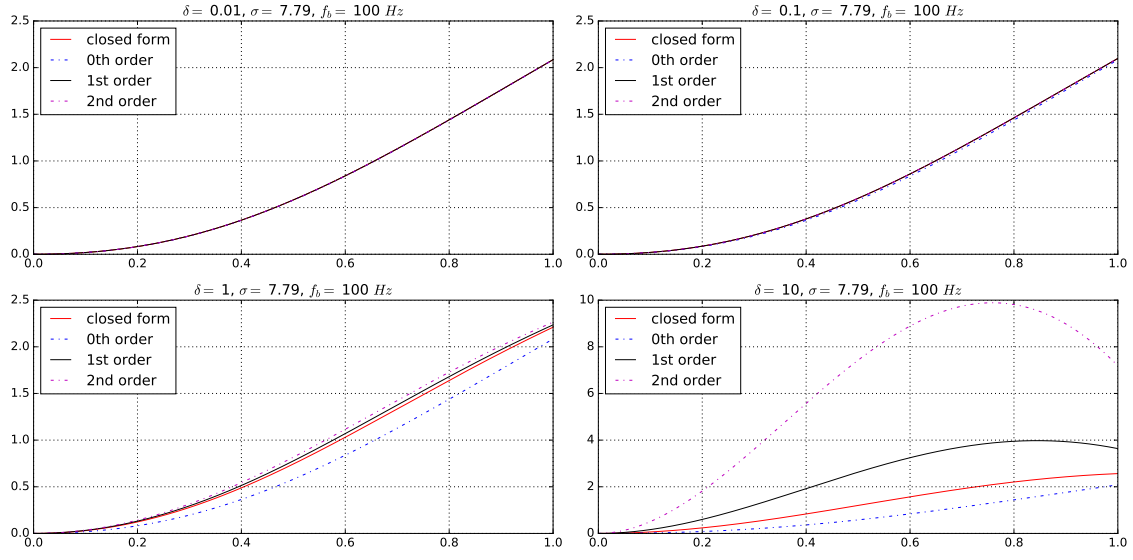 δ = 0.01, σ = 7.79, f_b = 100 Hz
closed form
0th order
1st order
2nd order
2.5
2.0
1.5
1.0
0.5
0.0
0.0 0.2 0.4 0.6 0.8 1.0
δ = 0.1, σ = 7.79, f_b = 100 Hz
closed form
0th order
1st order
2nd order
2.5
2.0
1.5
1.0
0.5
0.0
0.0 0.2 0.4 0.6 0.8 1.0
δ = 1, σ = 7.79, f_b = 100 Hz
closed form
0th order
1st order
2nd order
2.5
2.0
1.5
1.0
0.5
0.0
0.0 0.2 0.4 0.6 0.8 1.0
δ = 10, σ = 7.79, f_b = 100 Hz
closed form
0th order
1st order
2nd order
10
8
6
4
2
0
0.0 0.2 0.4 0.6 0.8 1.0